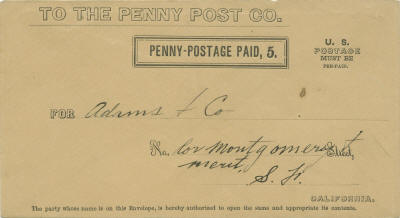 TO THE PENNY POST CO.
PENNY-POSTAGE PAID, 5.
U. S.
POSTAGE
MUST BE
PRE-PAID.
FOR Adams & Co
No. Cor Montgomery & Street,
S. F.
CALIFORNIA.
The party whose name is on this Envelope, is hereby authorized to open the same and appropriate its contents.